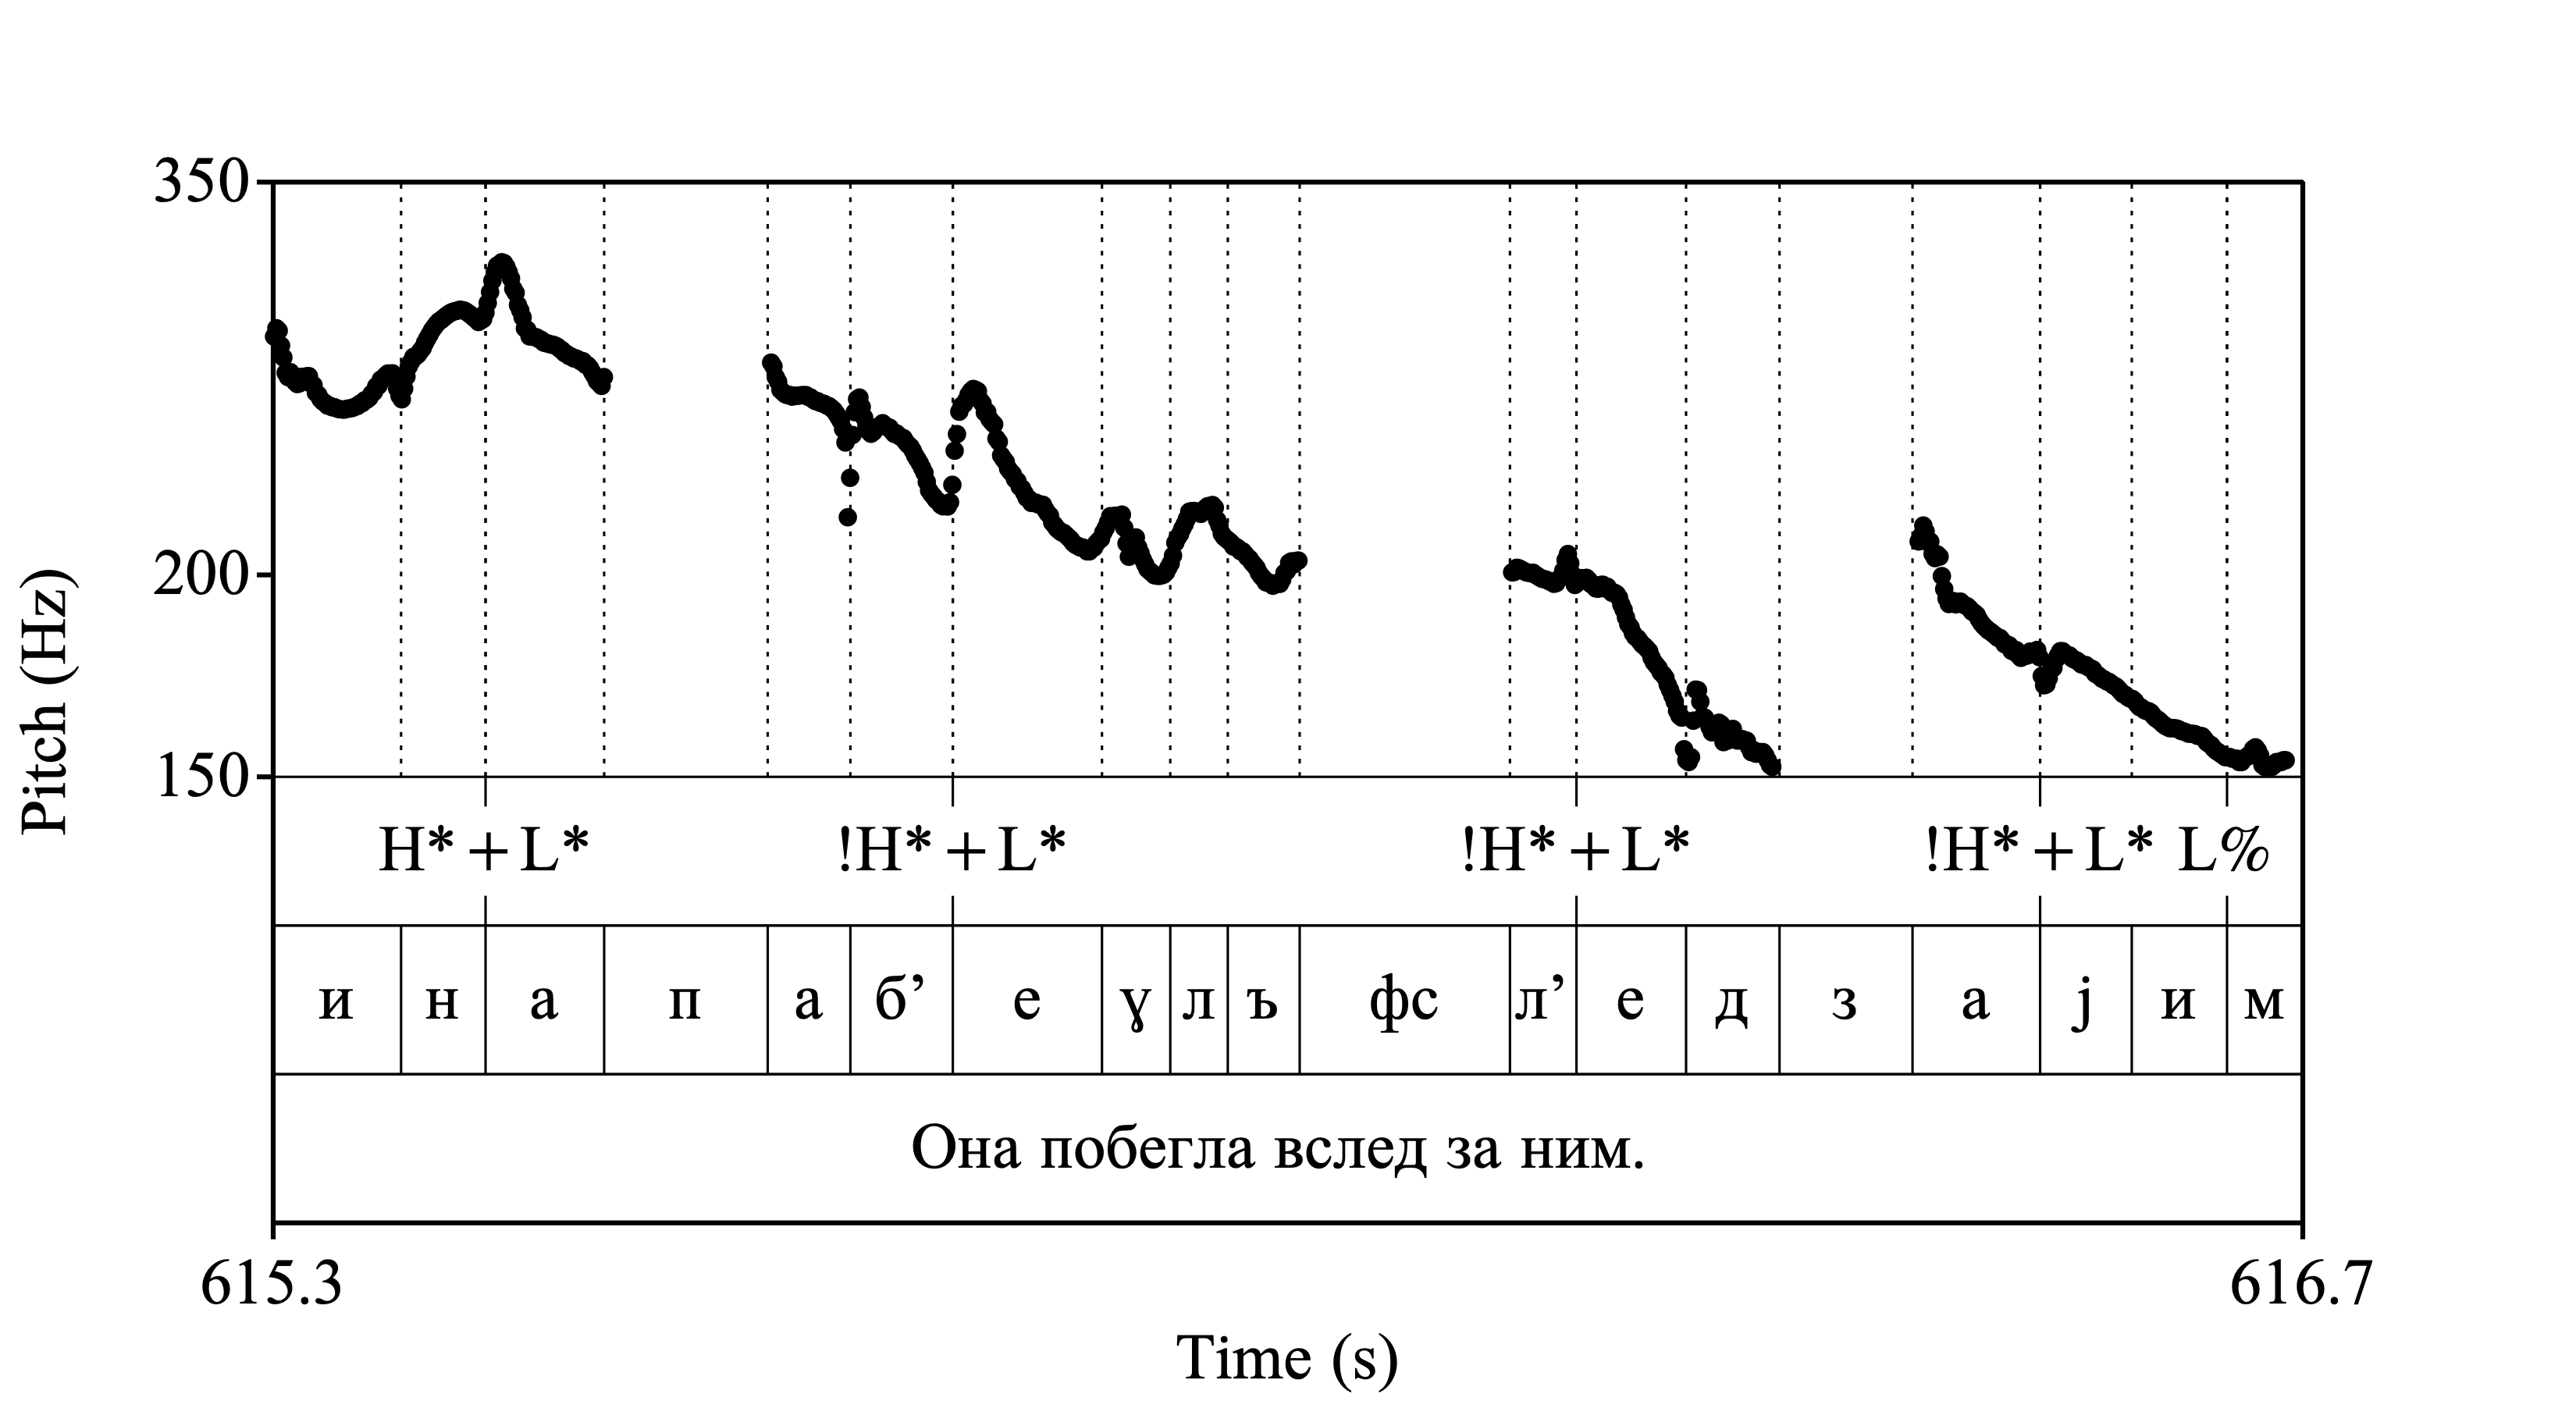 350
200
150
Pitch (Hz)
H*+L* !H*+L* !H*+L* !H*+L* L%
и н а п а б’ е ɣ л ъ фс л’ е д з а j и м
Она побегла вслед за ним.
615.3 616.7
Time (s)